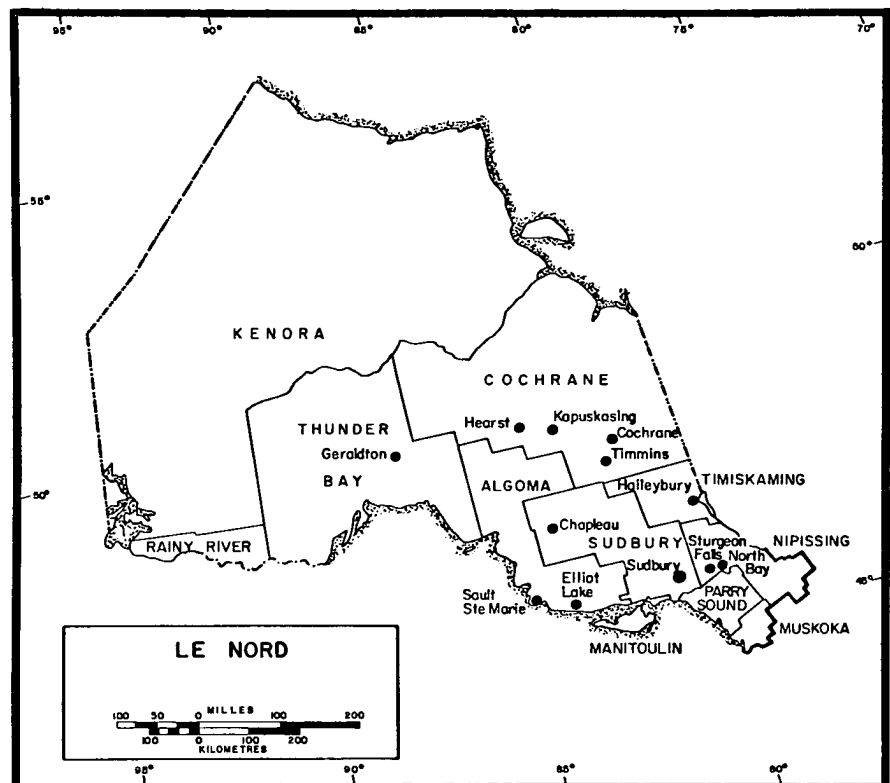 95° 90° 85° 80° 75° 70°
55°
60°
KENORA
COCHRANE
Hearst
Kapuskasing
Cochrane
Timmins
THUNDER
BAY
Geraldton
ALGOMA
Haileybury
TIMISKAMING
50°
Chapleau
RAINY RIVER
SUDBURY
Sudbury
Sturgeon
Falls
North
Bay
NIPISSING
45°
Elliot
Lake
Sault
Ste Marie
PARRY
SOUND
MUSKOKA
MANITOULIN
LE NORD
MILLES
100 50 0 100 200
100 0 100 200
KILOMETRES
95° 90° 85° 80°